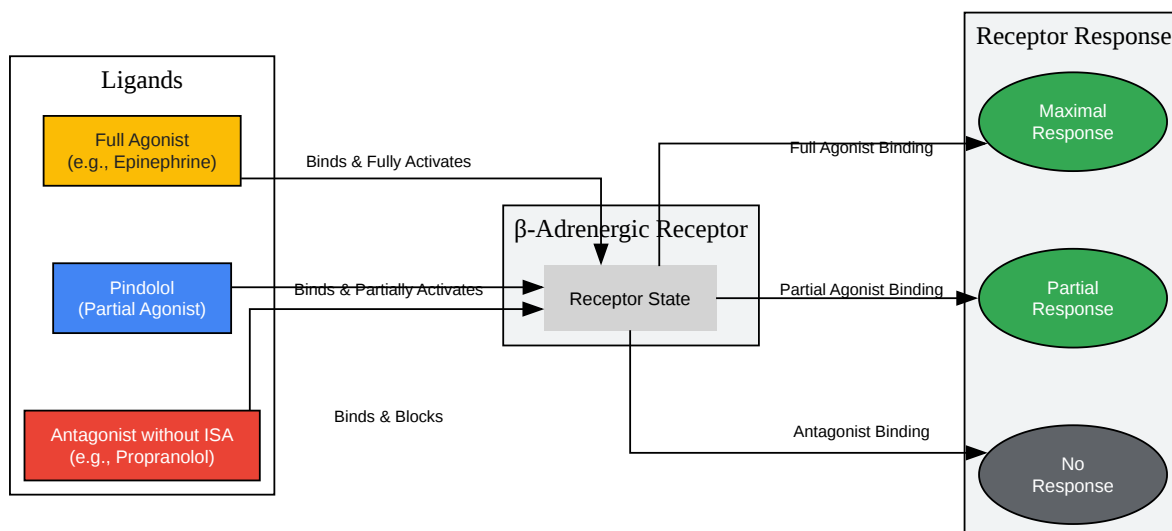 Ligands
Full Agonist
(e.g., Epinephrine)
Pindolol
(Partial Agonist)
Antagonist without ISA
(e.g., Propranolol)
Binds & Fully Activates
Binds & Partially Activates
Binds & Blocks
β-Adrenergic Receptor
Receptor State
Full Agonist Binding
Partial Agonist Binding
Antagonist Binding
Receptor Response
Maximal
Response
Partial
Response
No
Response